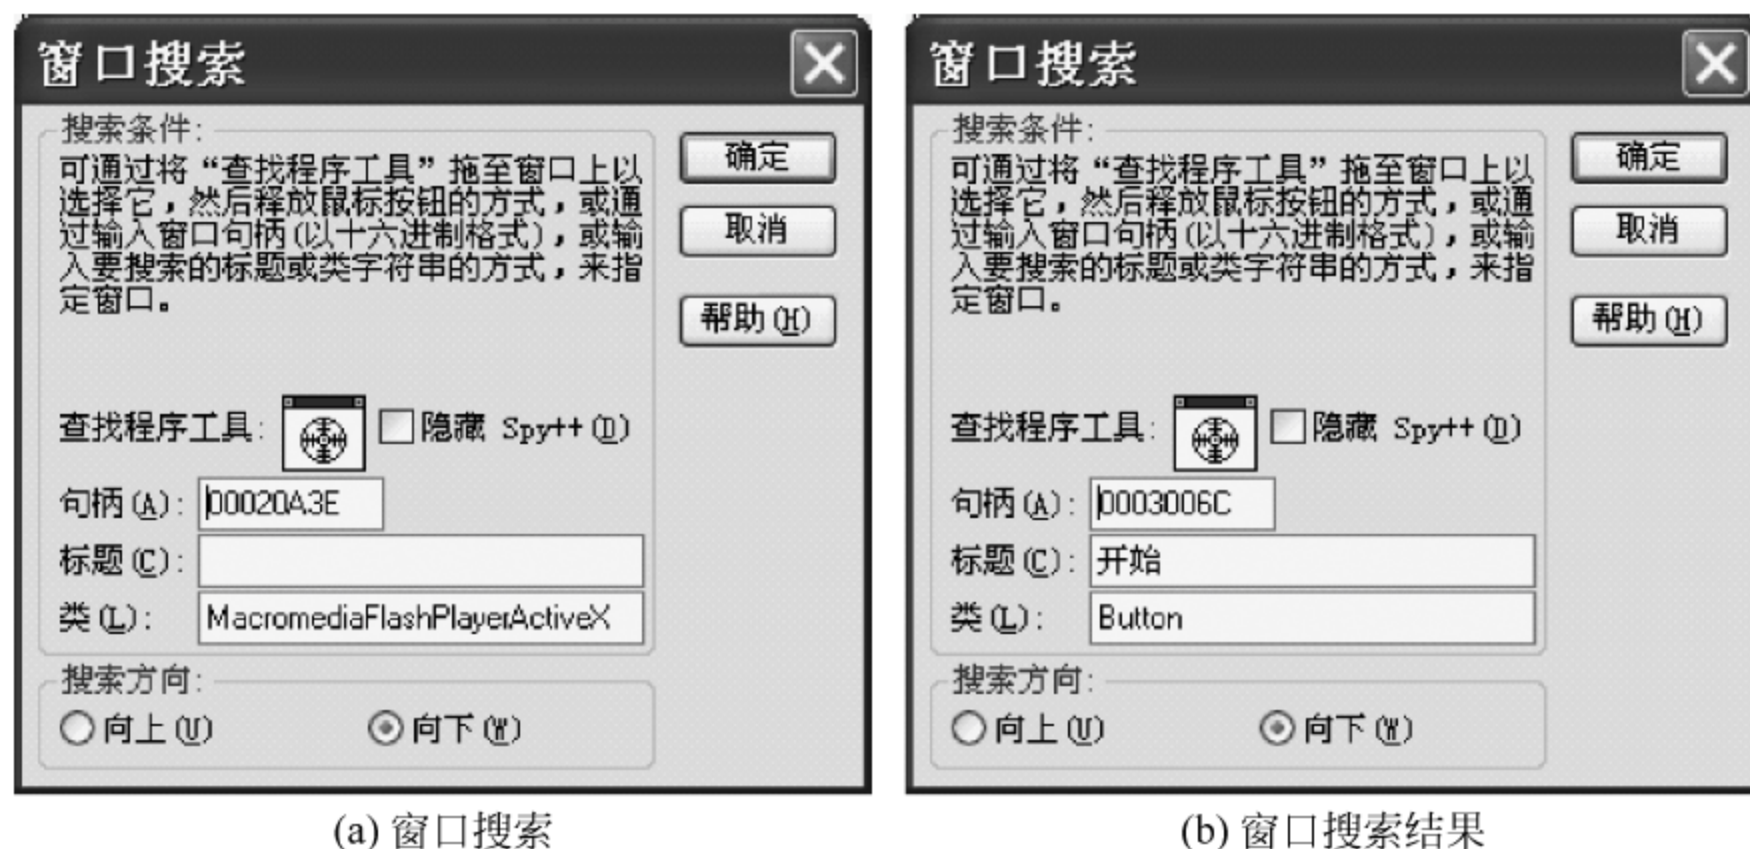 窗口搜索
搜索条件:
可通过将“查找程序工具”拖至窗口上以
选择它，然后释放鼠标按钮的方式，或通
过输入窗口句柄(以十六进制格式)，或输
入要搜索的标题或类字符串的方式，来指
定窗口。
确定
取消
帮助(H)
查找程序工具:
隐藏 Spy++(D)
句柄(A): 00020A3E
标题(C):
类(L): MacromediaFlashPlayerActiveX
搜索方向:
向上(U) 向下(W)
(a) 窗口搜索
窗口搜索
搜索条件:
可通过将“查找程序工具”拖至窗口上以
选择它，然后释放鼠标按钮的方式，或通
过输入窗口句柄(以十六进制格式)，或输
入要搜索的标题或类字符串的方式，来指
定窗口。
确定
取消
帮助(H)
查找程序工具:
隐藏 Spy++(D)
句柄(A): 0003006C
标题(C): 开始
类(L): Button
搜索方向:
向上(U) 向下(W)
(b) 窗口搜索结果